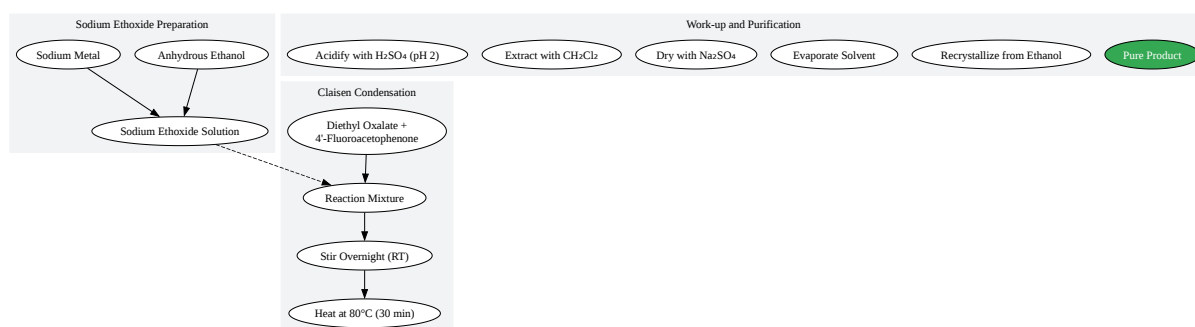 Sodium Ethoxide Preparation
Sodium Metal
Anhydrous Ethanol
Sodium Ethoxide Solution
Work-up and Purification
Acidify with H₂SO₄ (pH 2)
Extract with CH₂Cl₂
Dry with Na₂SO₄
Evaporate Solvent
Recrystallize from Ethanol
Pure Product
Claisen Condensation
Diethyl Oxalate +
4'-Fluoroacetophenone
Reaction Mixture
Stir Overnight (RT)
Heat at 80°C (30 min)